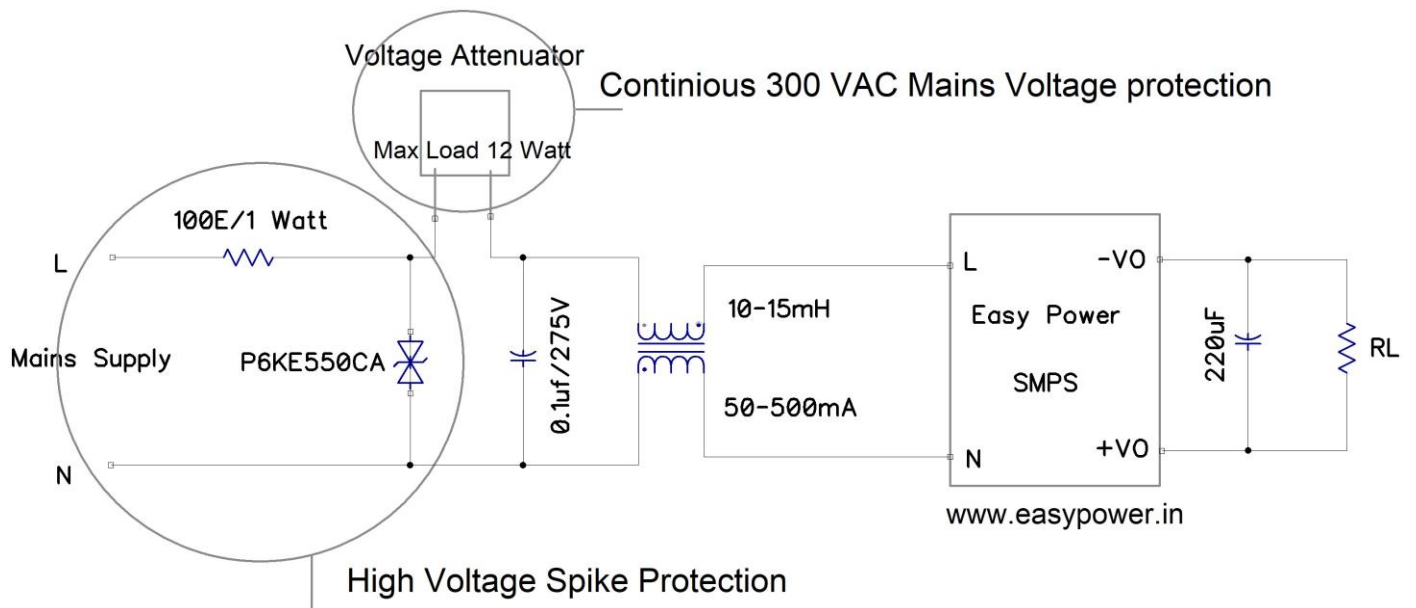 Voltage Attenuator
Continious 300 VAC Mains Voltage protection
Max Load 12 Watt
100E/1 Watt
L
Mains Supply
P6KE550CA
N
0.1uf/275V
10-15mH
50-500mA
L
-VO
Easy Power
SMPS
N
+VO
220uF
RL
www.easypower.in
High Voltage Spike Protection